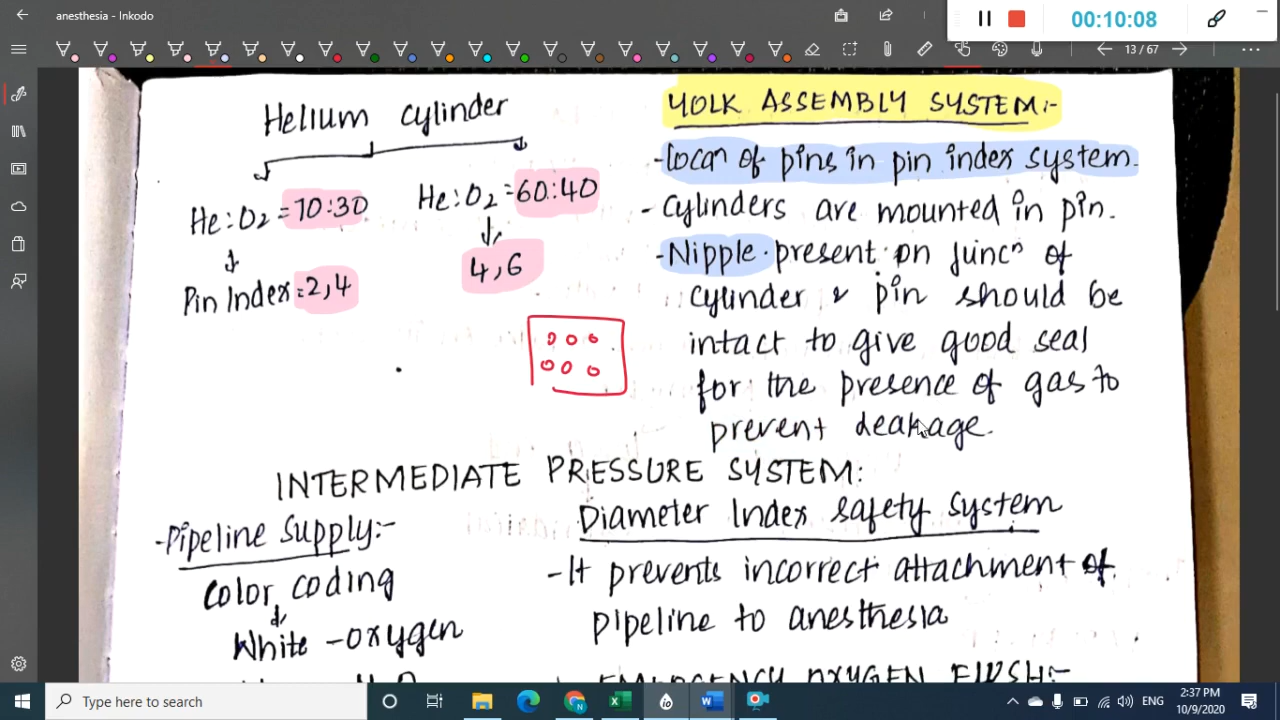 anesthesia - Inkodo
00:10:08
13 / 67
Helium cylinder
He:O2 = 70:30
He:O2 = 60:40
Pin Index = 2,4
4,6
YOLK ASSEMBLY SYSTEM:-
- Locan of pins in pin index system.
- Cylinders are mounted in pin.
- Nipple present on juncn of
cylinder & pin should be
intact to give good seal
for the presence of gas to
prevent deakage.
INTERMEDIATE PRESSURE SYSTEM:
- Pipeline Supply:-
Color coding
White - oxygen
Diameter Index safety system
- It prevents incorrect attachment of
pipeline to anesthesia
OXYGEN FLUSH:-
Type here to search
ENG
2:37 PM
10/9/2020